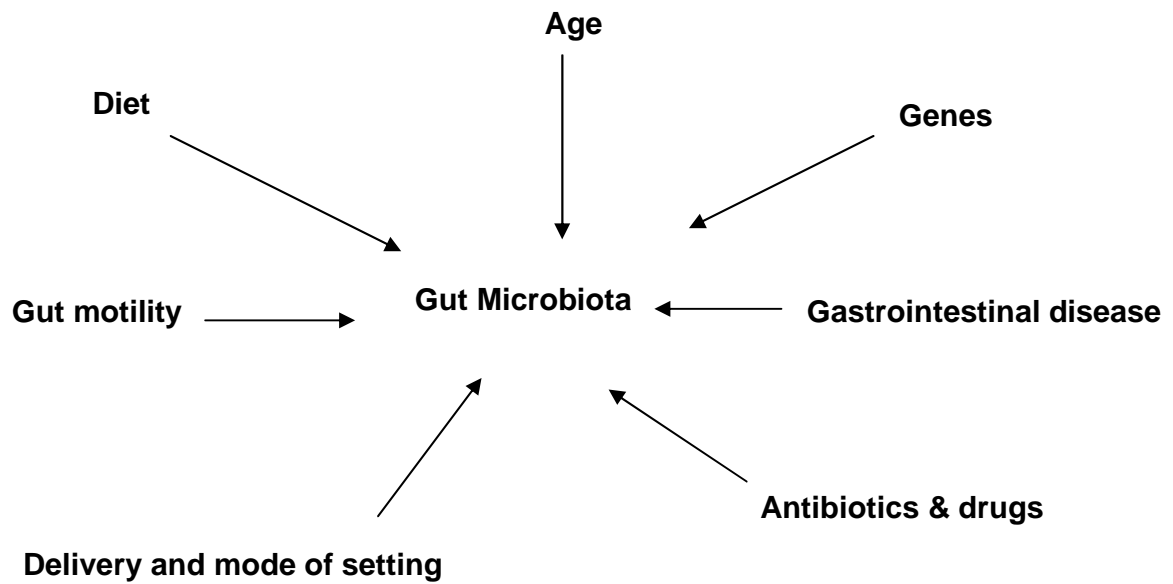 Age
Diet
Genes
Gut Microbiota
Gut motility
Gastrointestinal disease
Antibiotics & drugs
Delivery and mode of setting